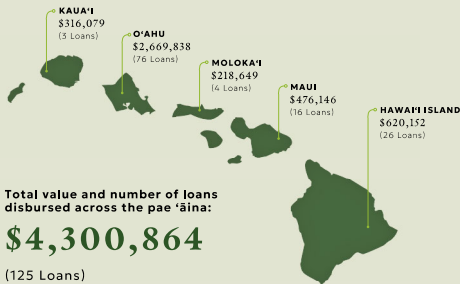 KAUAʻI
$316,079
(3 Loans)
OʻAHU
$2,669,838
(76 Loans)
MOLOKAʻI
$218,649
(4 Loans)
MAUI
$476,146
(16 Loans)
HAWAIʻI ISLAND
$620,152
(26 Loans)
Total value and number of loans
disbursed across the pae ʻāina:
$4,300,864
(125 Loans)